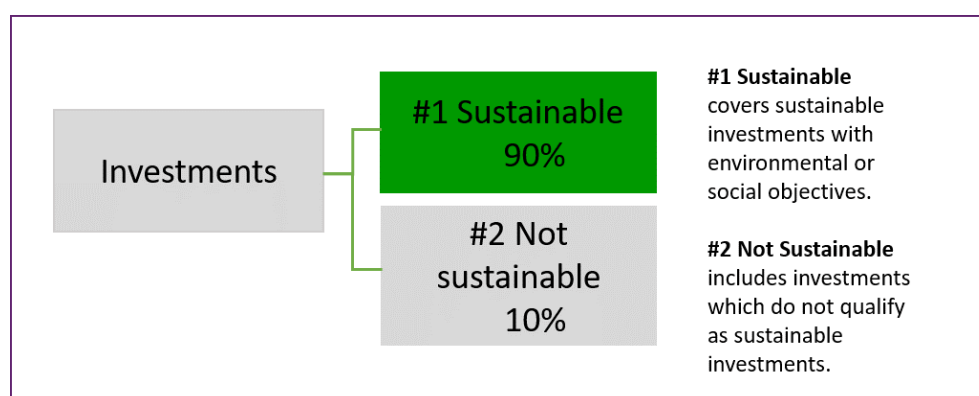 Investments
#1 Sustainable
90%
#2 Not
sustainable
10%
#1 Sustainable
covers sustainable
investments with
environmental or
social objectives.
#2 Not Sustainable
includes investments
which do not qualify
as sustainable
investments.